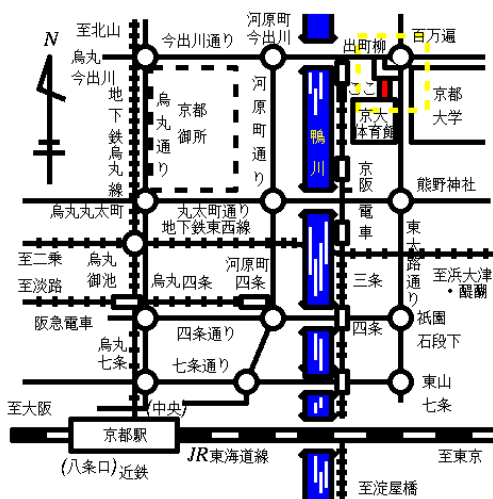 至北山
河原町
今出川
今出川通り
出町柳
百万遍
N
烏丸
今出川
地下鉄烏丸線
烏丸通り
京都
御所
河原町通り
鴨川
ここ
京大
体育館
京都
大学
京阪電車
熊野神社
烏丸丸太町
丸太町通り
地下鉄東西線
東大路通り
至二乗
烏丸
御池
至淡路
烏丸
四条
河原町
四条
三条
至浜大津
・醍醐
阪急電車
四条通り
四条
祇園
石段下
烏丸
七条
七条通り
東山
七条
至大阪
(中央)
京都駅
(八条口)
近鉄
JR東海道線
至東京
至淀屋橋